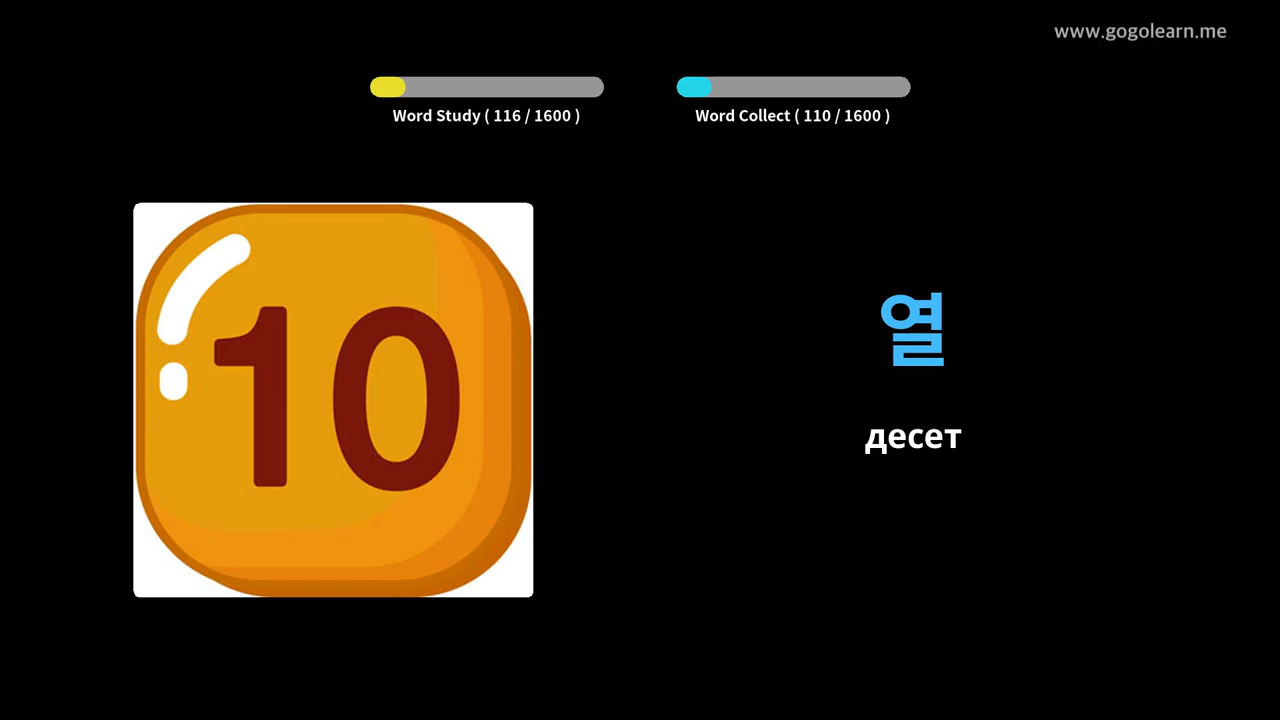 www.gogolearn.me
Word Study ( 116 / 1600 )
Word Collect ( 110 / 1600 )
10
열
десет